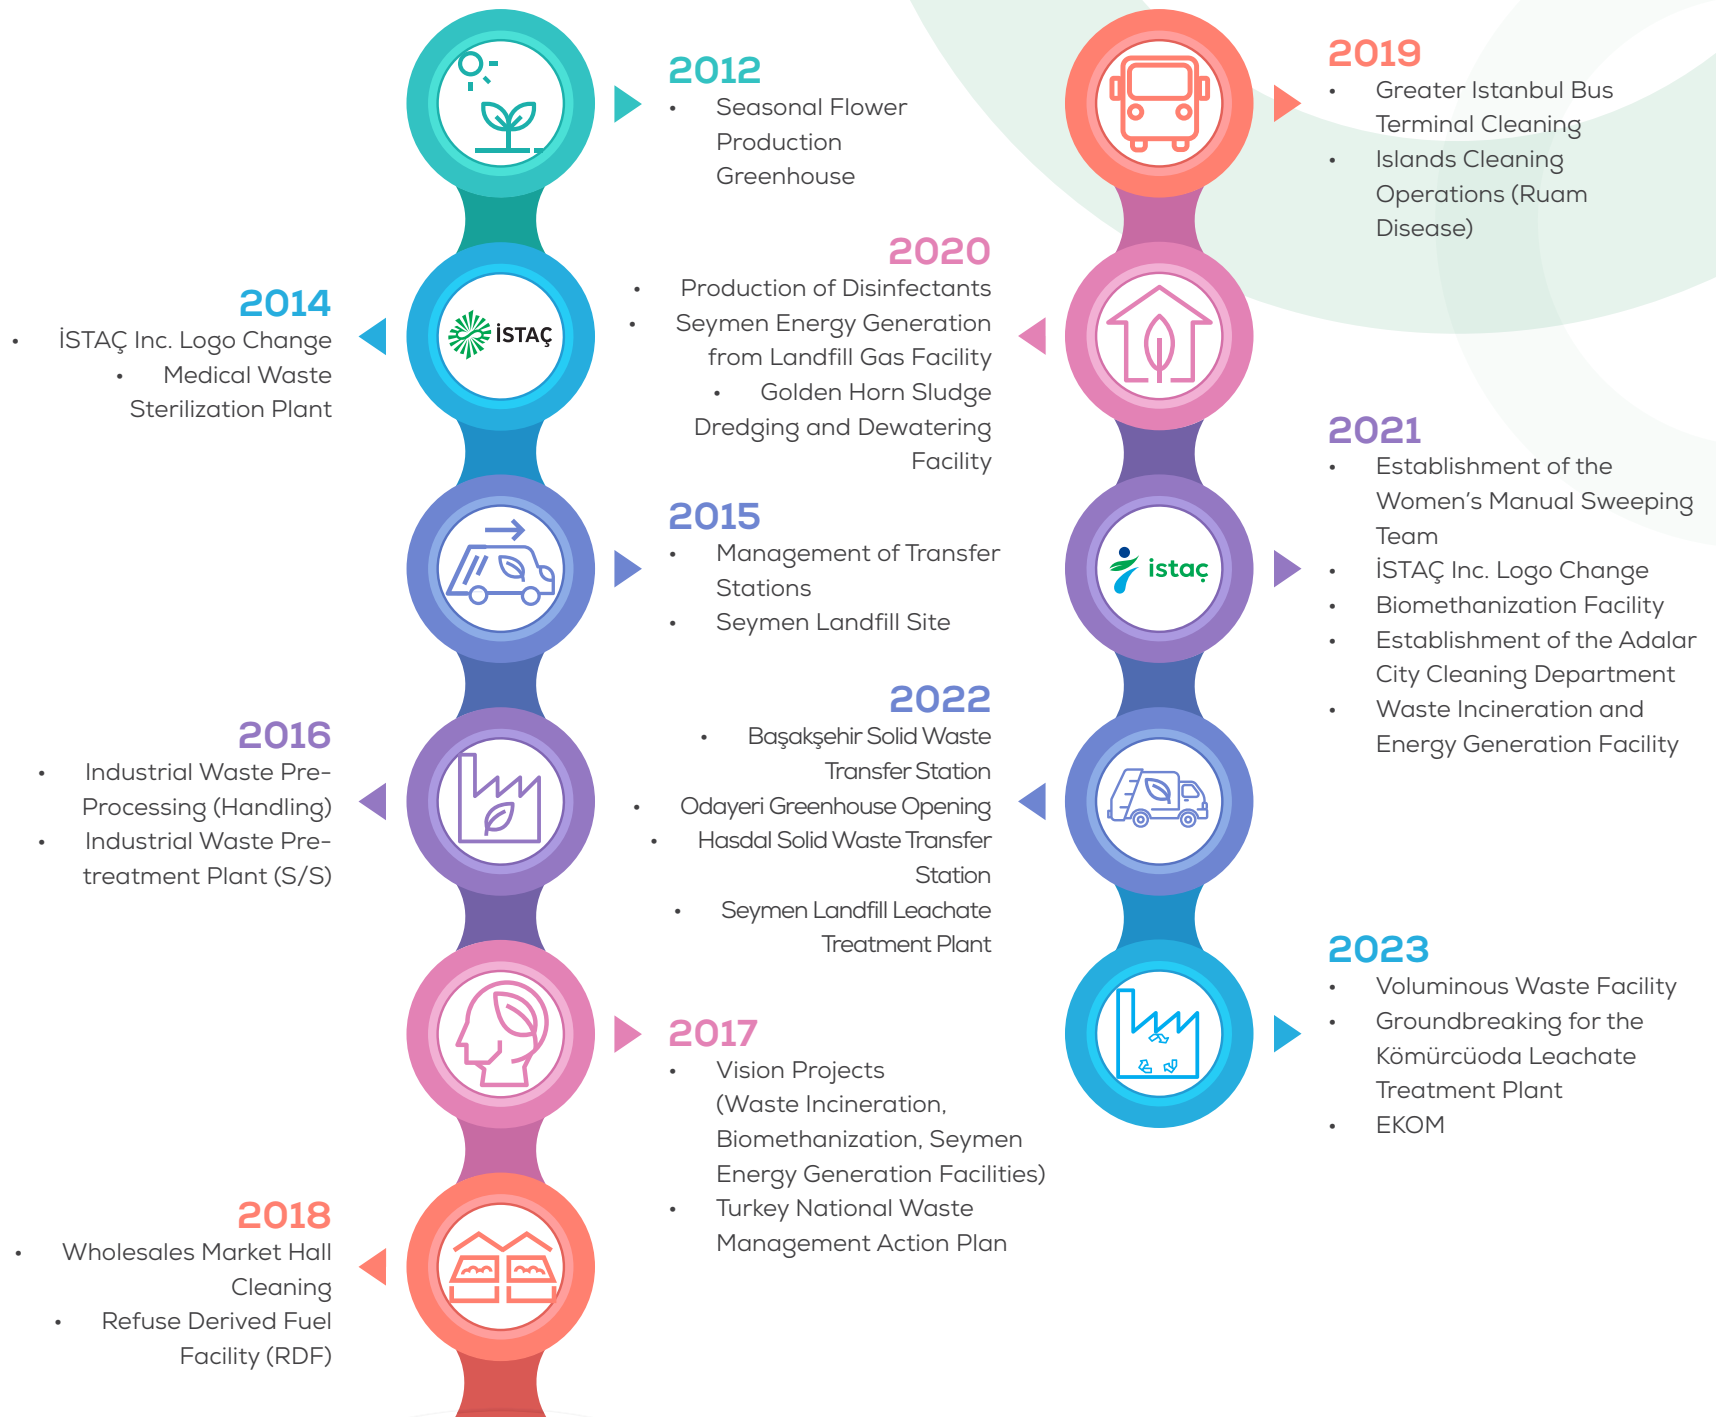 2012
• Seasonal Flower
Production
Greenhouse
2014
• İSTAÇ Inc. Logo Change
• Medical Waste
Sterilization Plant
İSTAÇ
2015
• Management of Transfer
Stations
• Seymen Landfill Site
2016
• Industrial Waste Pre-
Processing (Handling)
• Industrial Waste Pre-
treatment Plant (S/S)
2017
• Vision Projects
(Waste Incineration,
Biomethanization, Seymen
Energy Generation Facilities)
• Turkey National Waste
Management Action Plan
2018
• Wholesales Market Hall
Cleaning
• Refuse Derived Fuel
Facility (RDF)
2019
• Greater Istanbul Bus
Terminal Cleaning
• Islands Cleaning
Operations (Ruam
Disease)
2020
• Production of Disinfectants
• Seymen Energy Generation
from Landfill Gas Facility
• Golden Horn Sludge
Dredging and Dewatering
Facility
2021
• Establishment of the
Women's Manual Sweeping
Team
• İSTAÇ Inc. Logo Change
• Biomethanization Facility
• Establishment of the Adalar
City Cleaning Department
• Waste Incineration and
Energy Generation Facility
istaç
2022
• Başakşehir Solid Waste
Transfer Station
• Odayeri Greenhouse Opening
• Hasdal Solid Waste Transfer
Station
• Seymen Landfill Leachate
Treatment Plant
2023
• Voluminous Waste Facility
• Groundbreaking for the
Kömürcüoda Leachate
Treatment Plant
• EKOM